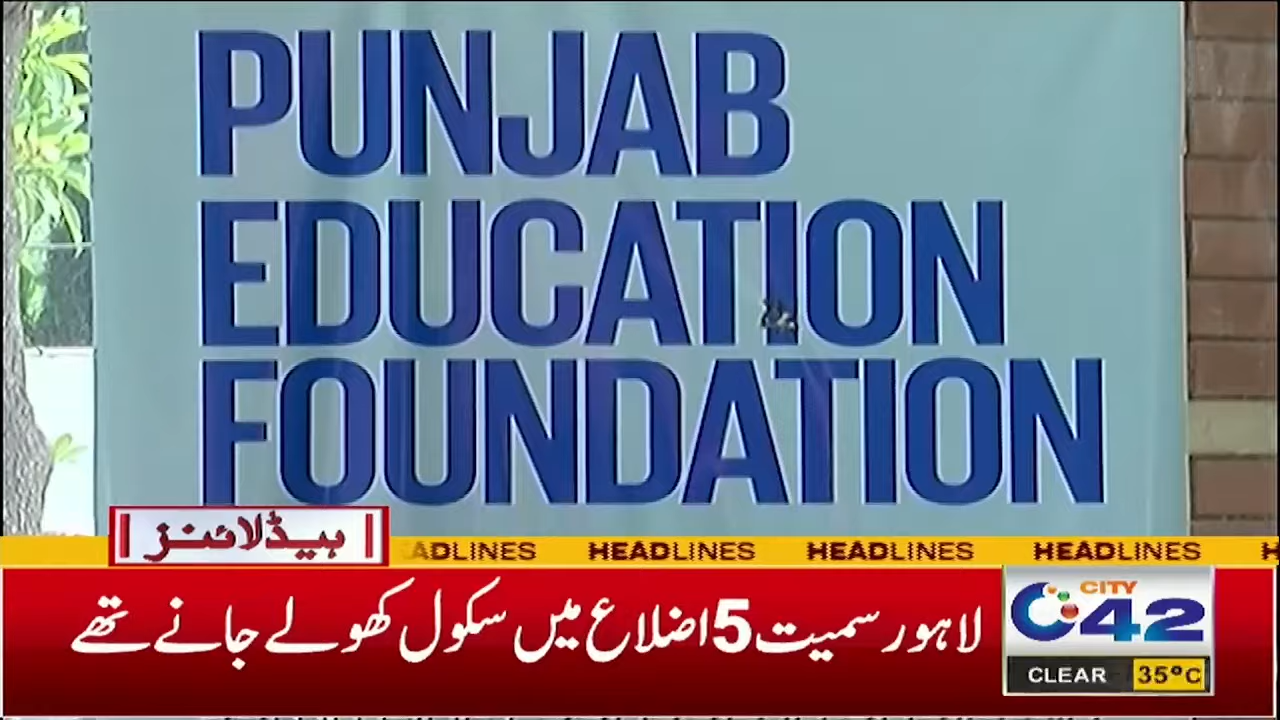 PUNJAB
EDUCATION
FOUNDATION
ہیڈلائنز
HEADLINES HEADLINES HEADLINES
لاہور سمیت 5 اضلاع میں سکول کھولے جانے تھے
CITY
42
CLEAR 35°C